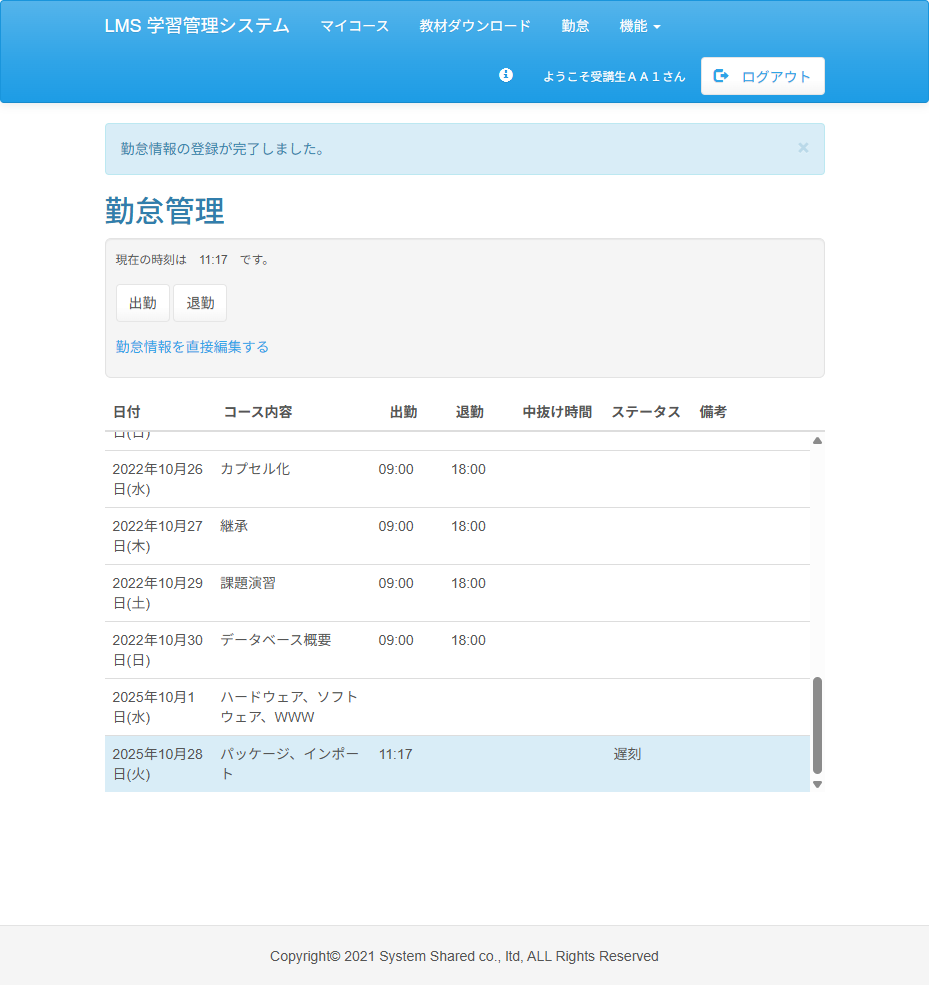 LMS 学習管理システム マイコース 教材ダウンロード 勤怠 機能
ようこそ受講生ＡＡ１さん ログアウト
勤怠情報の登録が完了しました。 ×
勤怠管理
現在の時刻は 11:17 です。
出勤 退勤
勤怠情報を直接編集する
日付 コース内容 出勤 退勤 中抜け時間 ステータス 備考
日(日)
2022年10月26 カプセル化 09:00 18:00
日(水)
2022年10月27 継承 09:00 18:00
日(木)
2022年10月29 課題演習 09:00 18:00
日(土)
2022年10月30 データベース概要 09:00 18:00
日(日)
2025年10月1 ハードウェア、ソフト
日(水) ウェア、WWW
2025年10月28 パッケージ、インポー 11:17 遅刻
日(火) ト
Copyright© 2021 System Shared co., ltd, ALL Rights Reserved